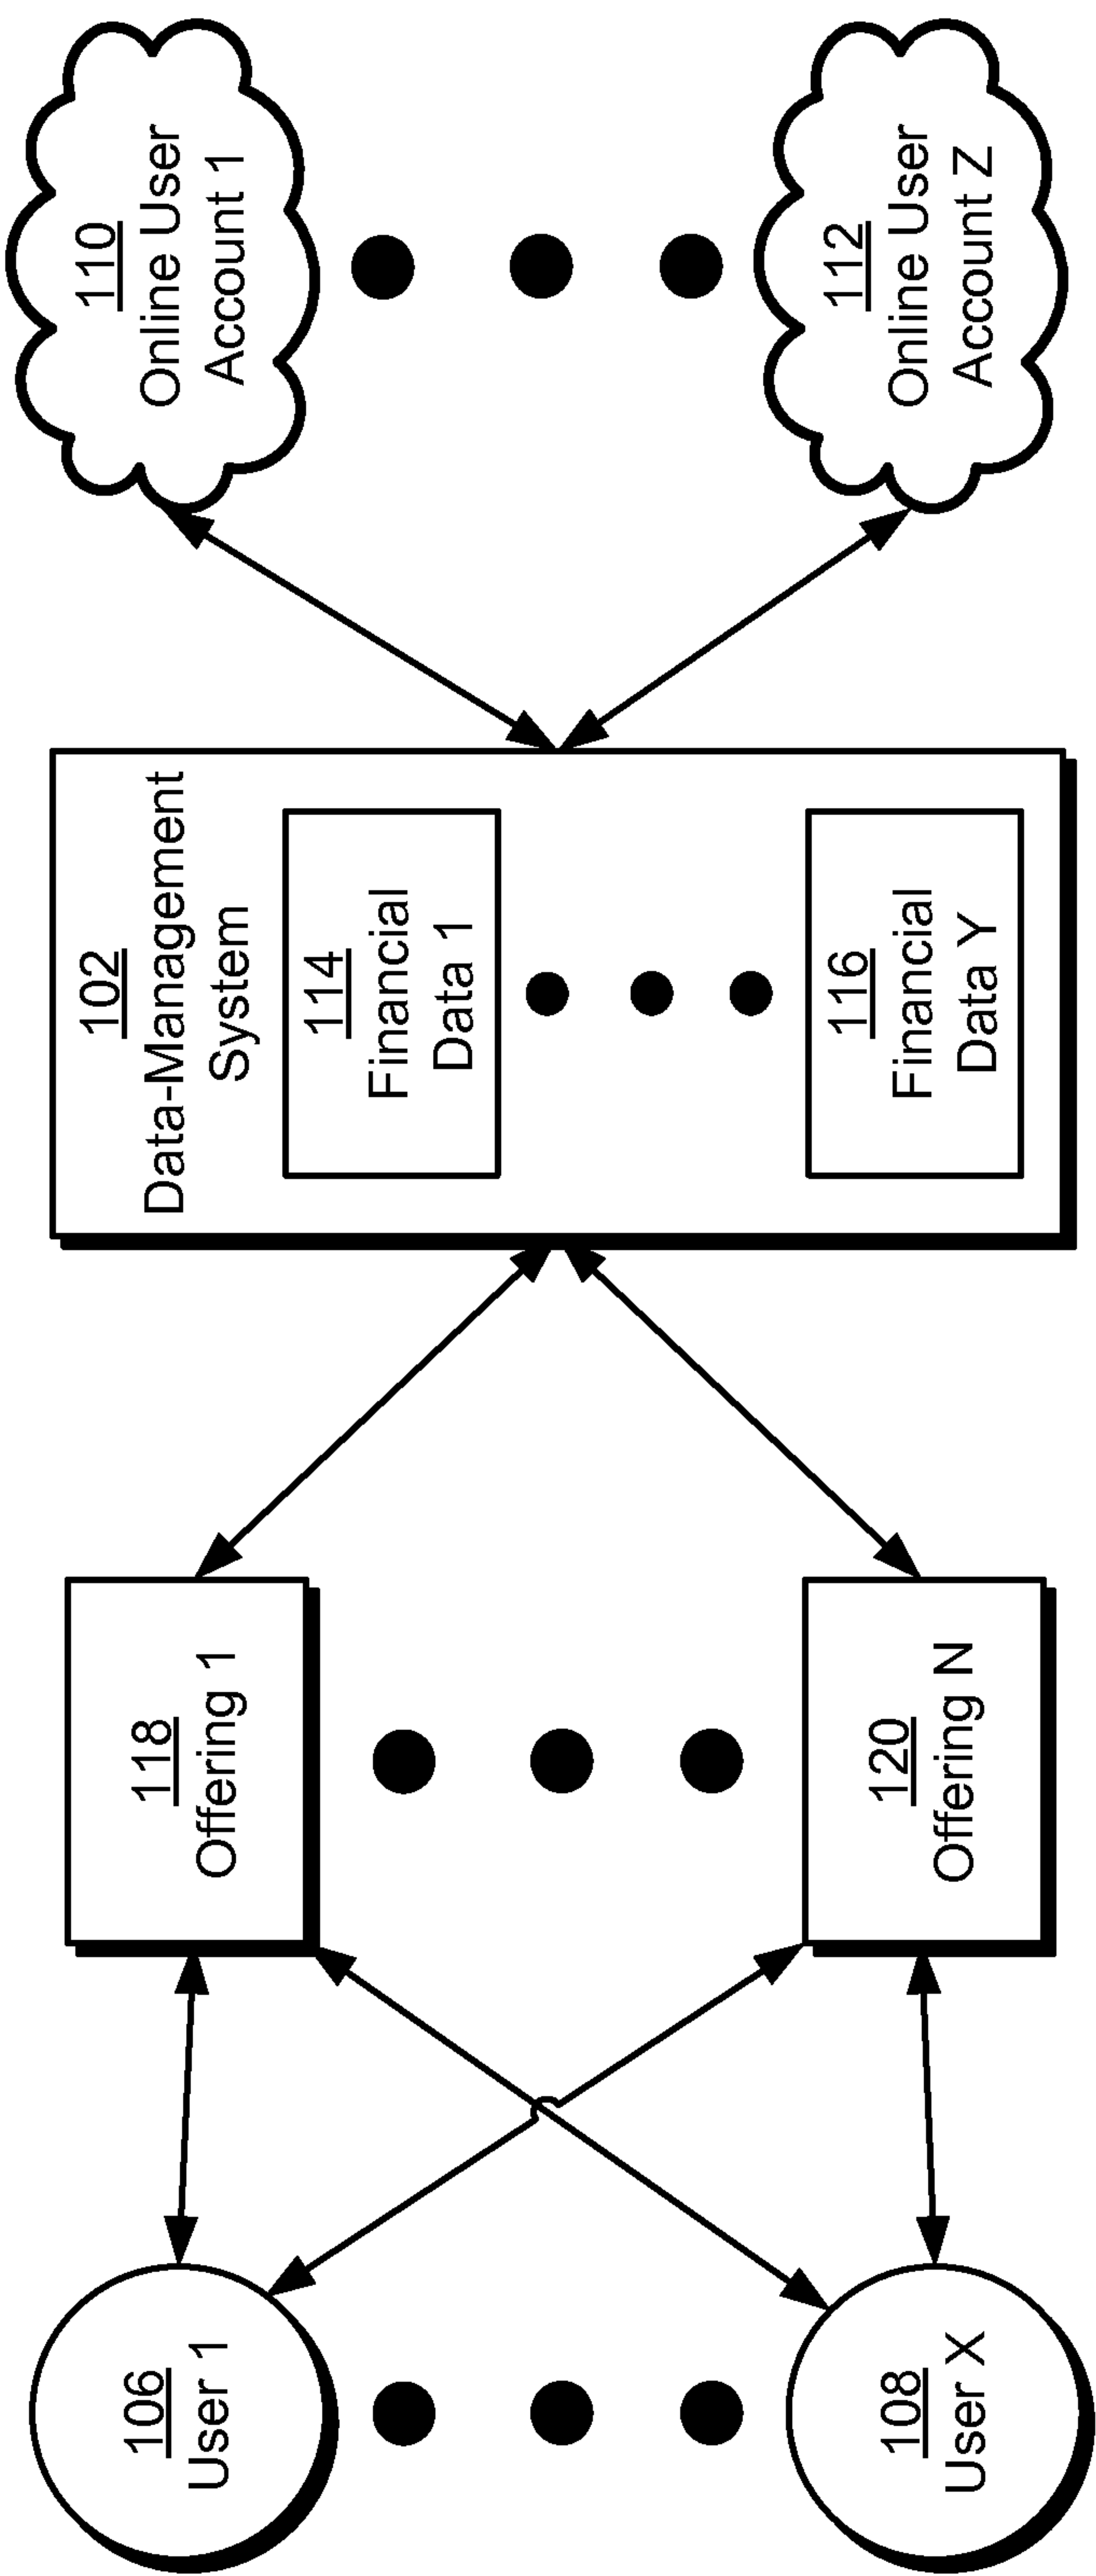 106
User 1
108
User X
118
Offering 1
120
Offering N
102
Data-Management
System
114
Financial
Data 1
116
Financial
Data Y
110
Online User
Account 1
112
Online User
Account Z